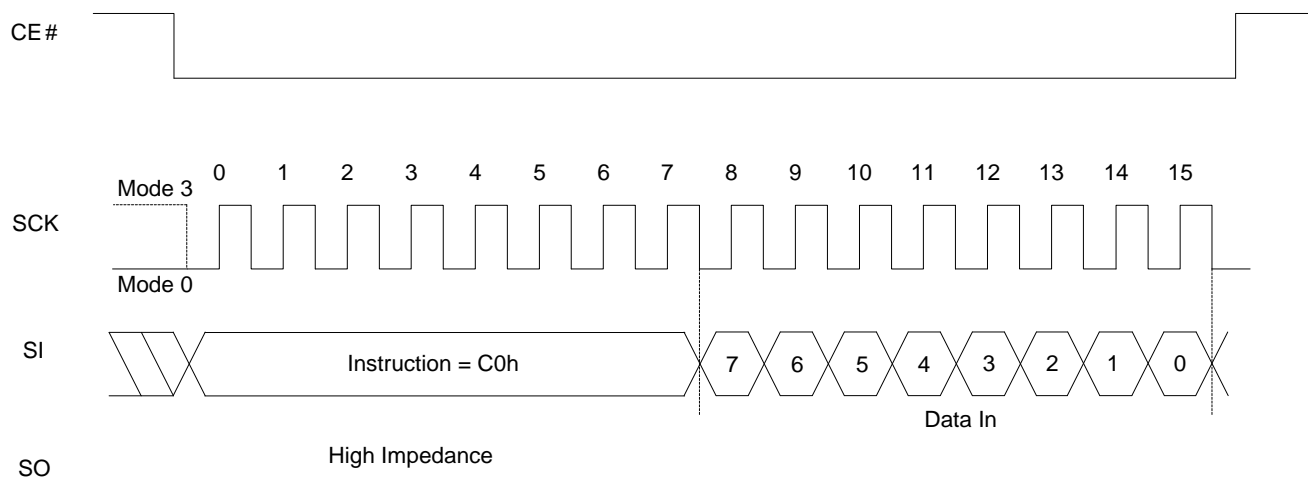 CE #
0 1 2 3 4 5 6 7 8 9 10 11 12 13 14 15
Mode 3
SCK
Mode 0
SI
Instruction = C0h
7 6 5 4 3 2 1 0
Data In
High Impedance
SO